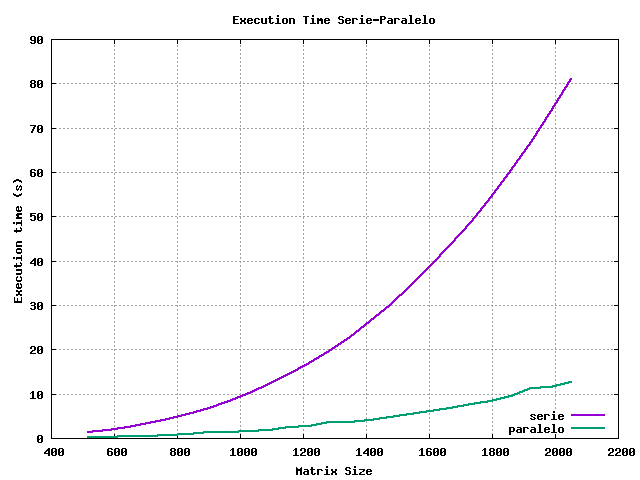 Execution Time Serie-Paralelo
90
80
70
60
50
40
30
20
10
0
Execution time (s)
serie
paralelo
400 600 800 1000 1200 1400 1600 1800 2000 2200
Matrix Size